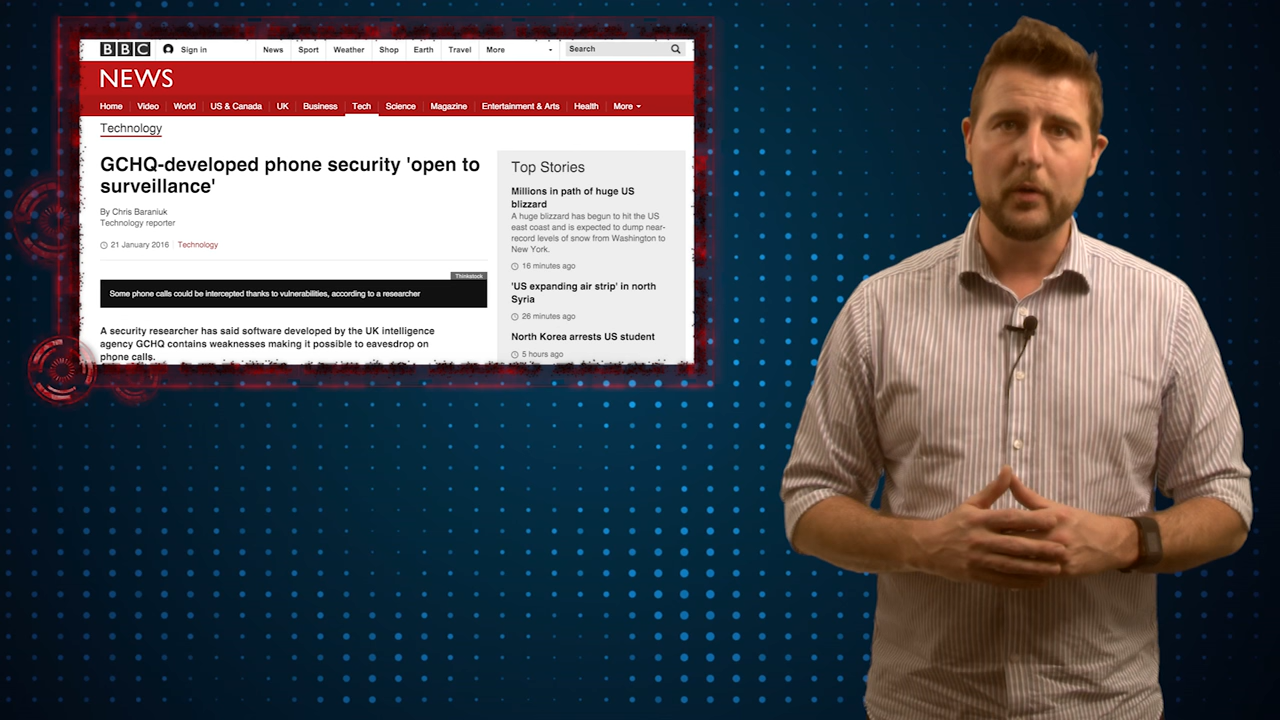 BBC Sign in News Sport Weather Shop Earth Travel More Search
NEWS
Home Video World US & Canada UK Business Tech Science Magazine Entertainment & Arts Health More
Technology
GCHQ-developed phone security 'open to
surveillance'
By Chris Baraniuk
Technology reporter
21 January 2016 Technology
Thinkstock
Some phone calls could be intercepted thanks to vulnerabilities, according to a researcher
A security researcher has said software developed by the UK intelligence
agency GCHQ contains weaknesses making it possible to eavesdrop on
phone calls.
Top Stories
Millions in path of huge US
blizzard
A huge blizzard has begun to hit the US
east coast and is expected to dump near-
record levels of snow from Washington to
New York.
16 minutes ago
'US expanding air strip' in north
Syria
26 minutes ago
North Korea arrests US student
5 hours ago